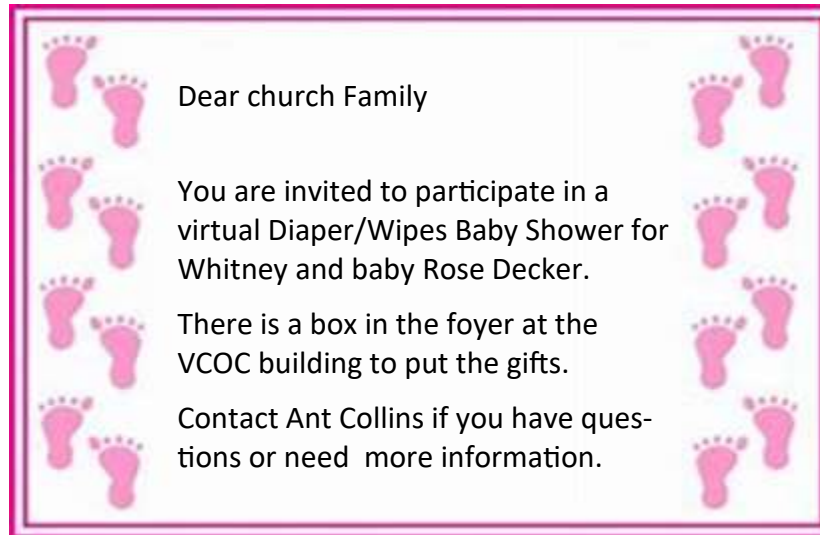 Dear church Family
You are invited to participate in a
virtual Diaper/Wipes Baby Shower for
Whitney and baby Rose Decker.
There is a box in the foyer at the
VCOC building to put the gifts.
Contact Ant Collins if you have ques-
tions or need  more information.